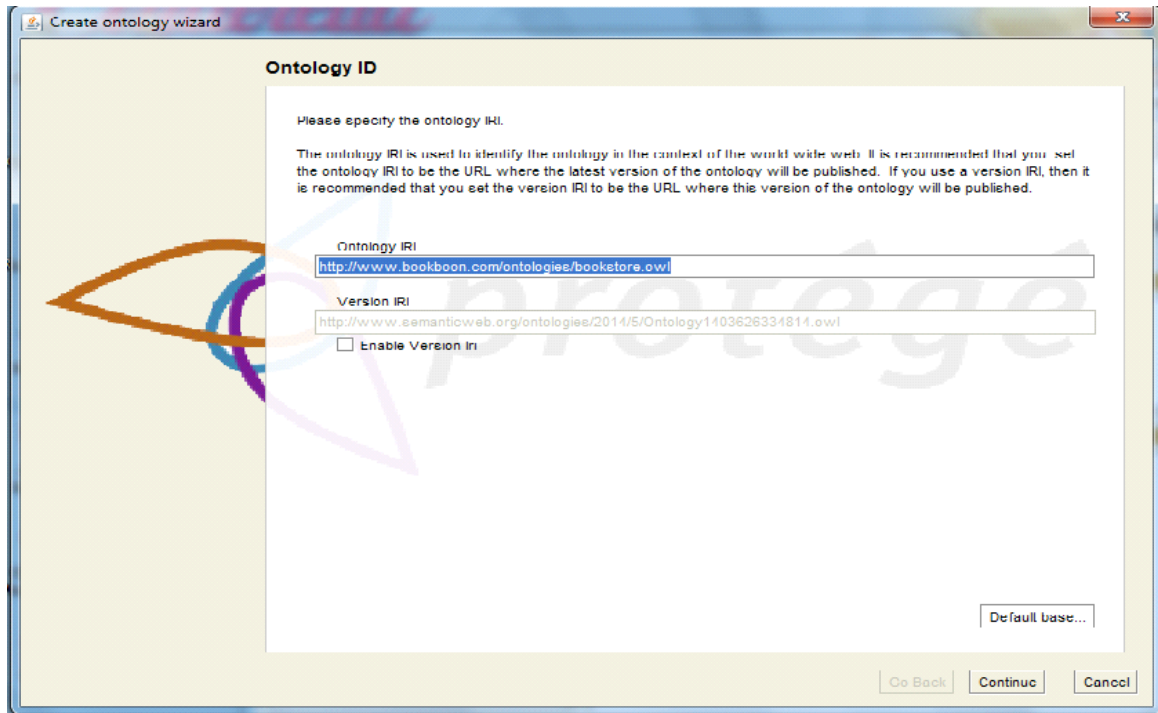 Create ontology wizard
Ontology ID
Please specify the ontology IRI.
The ontology IRI is used to identify the ontology in the context of the world wide web. It is recommended that you set
the ontology IRI to be the URL where the latest version of the ontology will be published. If you use a version IRI, then it
is recommended that you set the version IRI to be the URL where this version of the ontology will be published.
Ontology IRI
http://www.bookboon.com/ontologies/bookstore.owl
Version IRI
http://www.semanticweb.org/ontologies/2014/5/Ontology1403626334814.owl
Enable Version Iri
protégé
Default base...
Go Back
Continue
Cancel